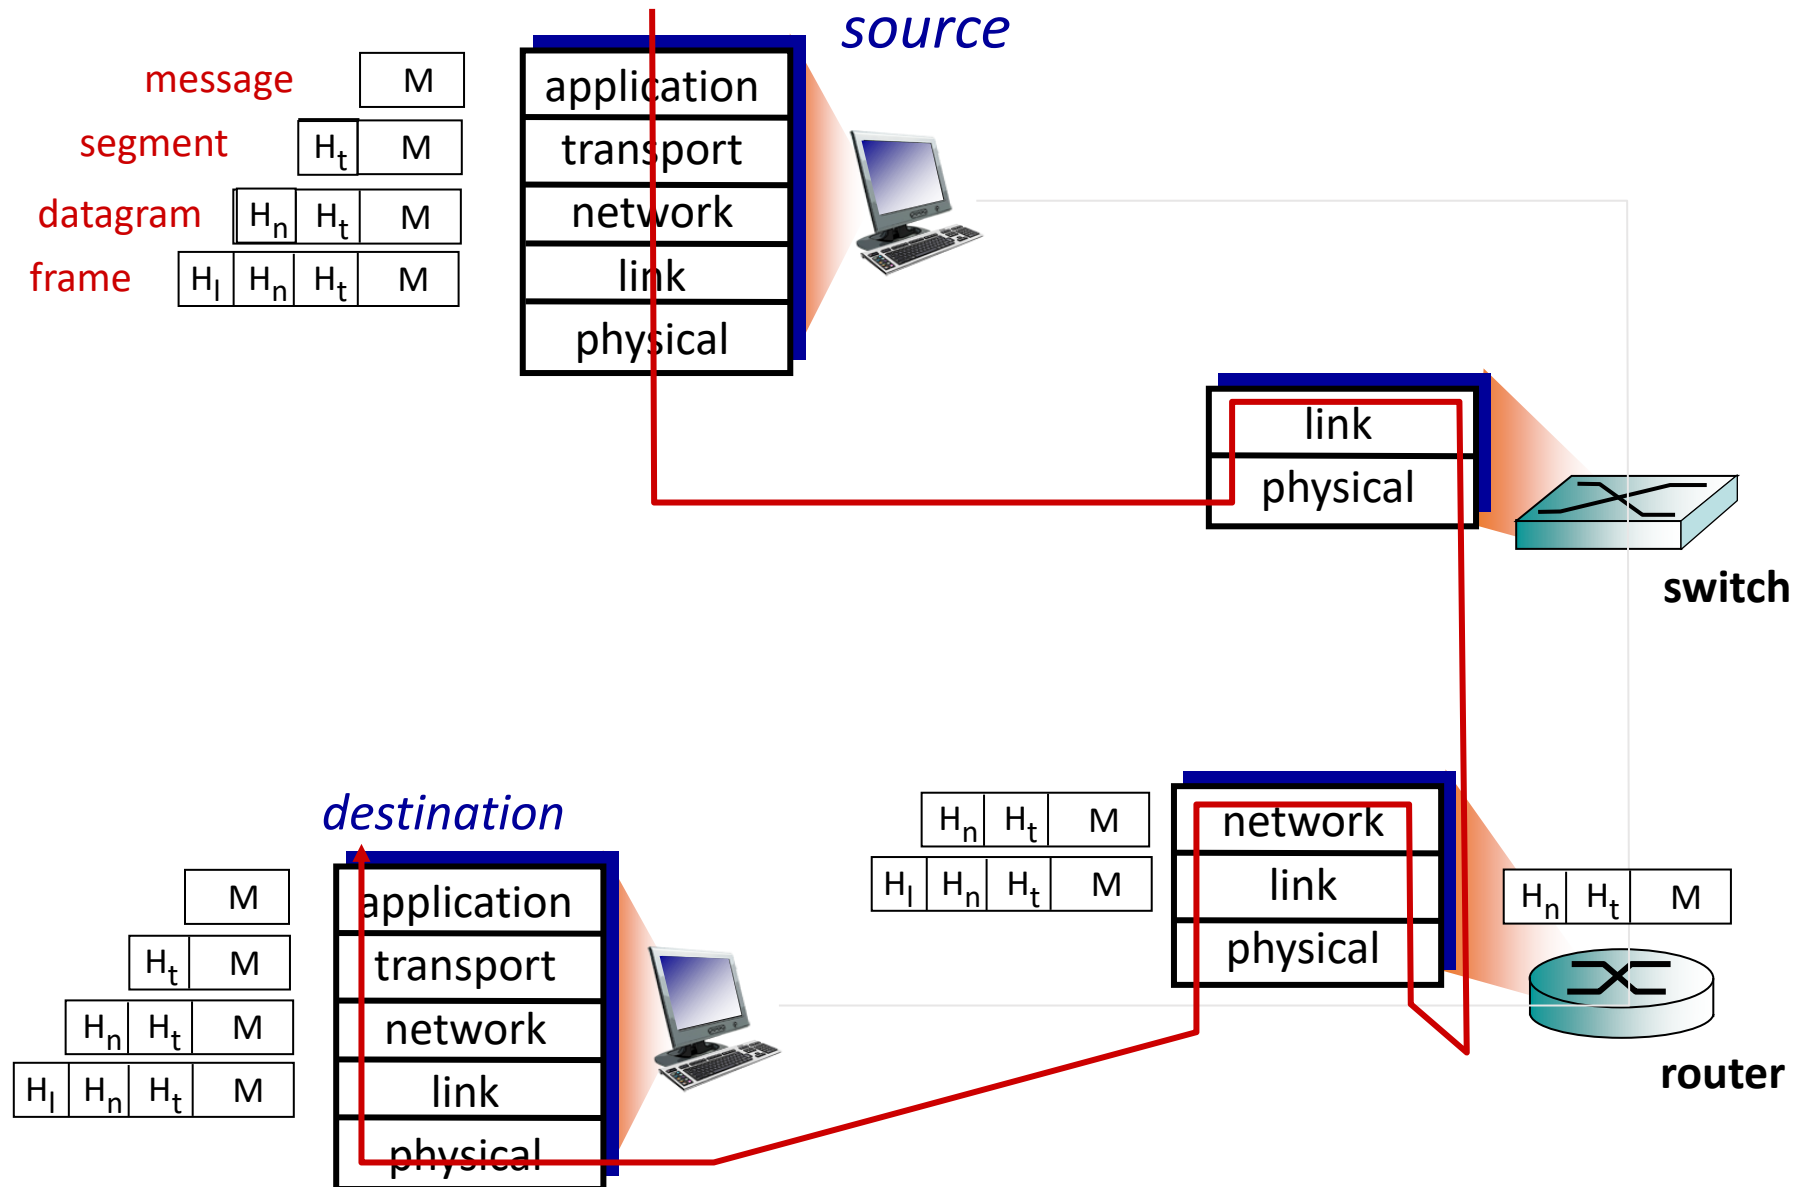 source
message M
segment Ht M
datagram Hn Ht M
frame Hl Hn Ht M
application
transport
network
link
physical
link
physical
switch
destination
M
Ht M
Hn Ht M
Hl Hn Ht M
application
transport
network
link
physical
Hn Ht M
Hl Hn Ht M
network
link
physical
Hn Ht M
router